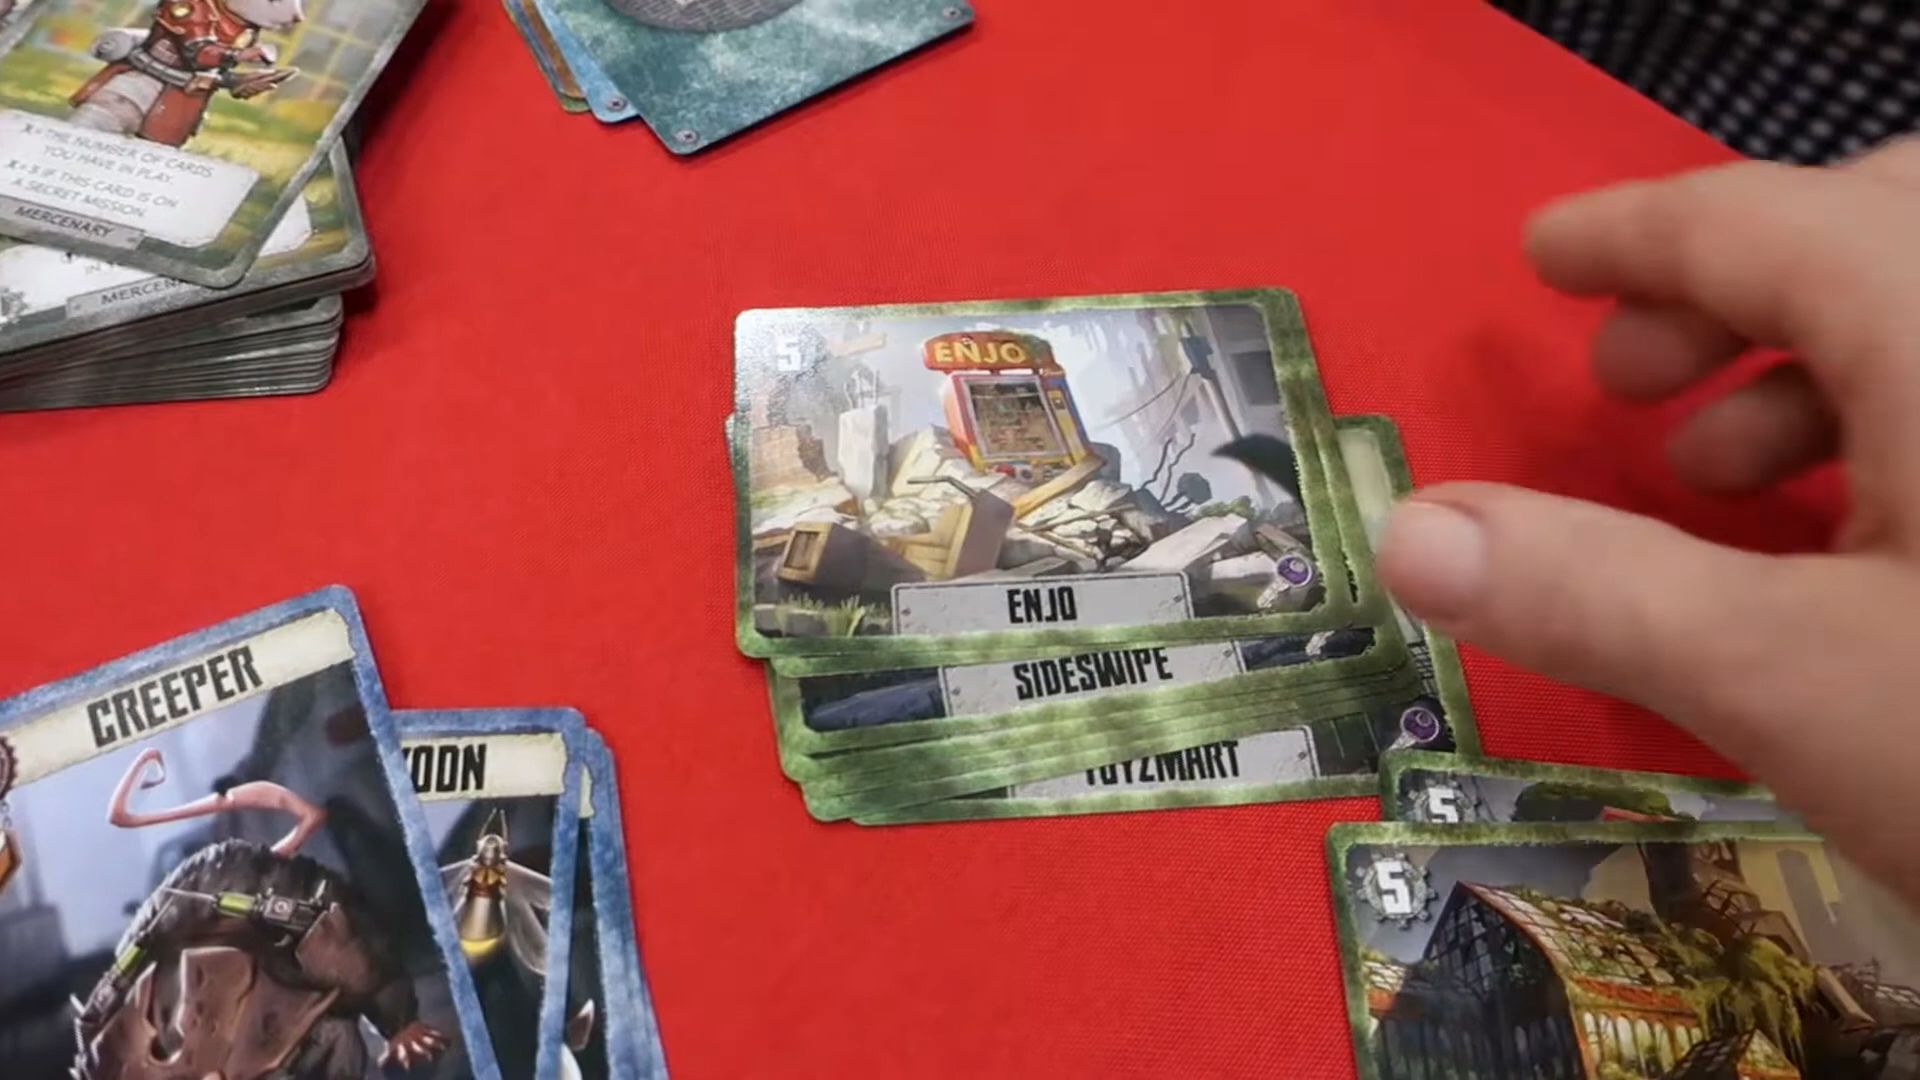 X = THE NUMBER OF CARDS
YOU HAVE IN PLAY.
X = 3 IF THIS CARD IS ON
A SECRET MISSION.
MERCENARY
5
ENJO
ENJO
SIDESWIPE
TOYZMART
CREEPER
5
5